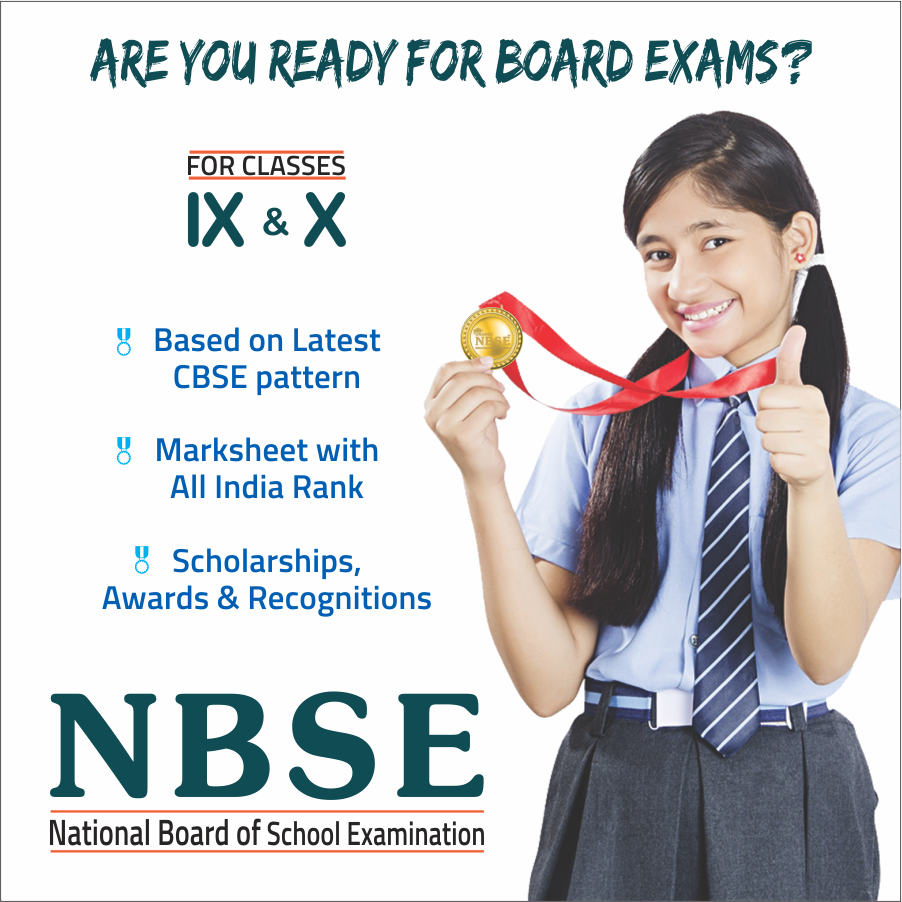 ARE YOU READY FOR BOARD EXAMS?
FOR CLASSES
IX & X
Based on Latest
CBSE pattern
Marksheet with
All India Rank
Scholarships,
Awards & Recognitions
NBSE
NBSE
National Board of School Examination